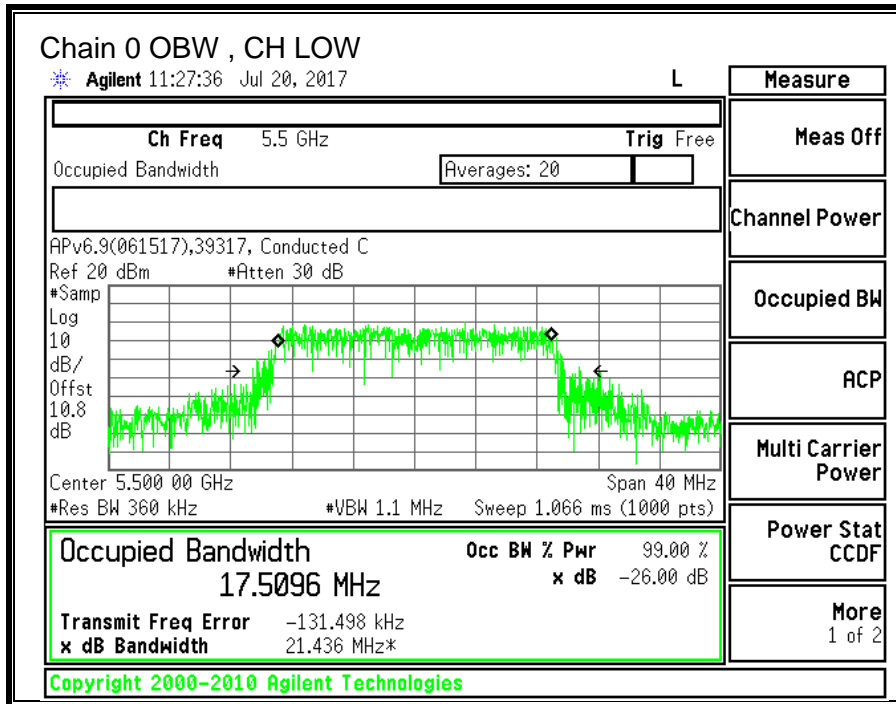 Chain 0 OBW , CH LOW
Agilent 11:27:36 Jul 20, 2017 L
Measure
Ch Freq 5.5 GHz Trig Free
Meas Off
Occupied Bandwidth Averages: 20
Channel Power
APv6.9(061517),39317, Conducted C
Ref 20 dBm #Atten 30 dB
#Samp
Log
10
dB/
Offst
10.8
dB
Occupied BW
ACP
Center 5.500 00 GHz Span 40 MHz
#Res BW 360 kHz #VBW 1.1 MHz Sweep 1.066 ms (1000 pts)
Multi Carrier
Power
Occupied Bandwidth Occ BW % Pwr 99.00 %
17.5096 MHz x dB -26.00 dB
Power Stat
CCDF
Transmit Freq Error -131.498 kHz
x dB Bandwidth 21.436 MHz*
More
1 of 2
Copyright 2000-2010 Agilent Technologies